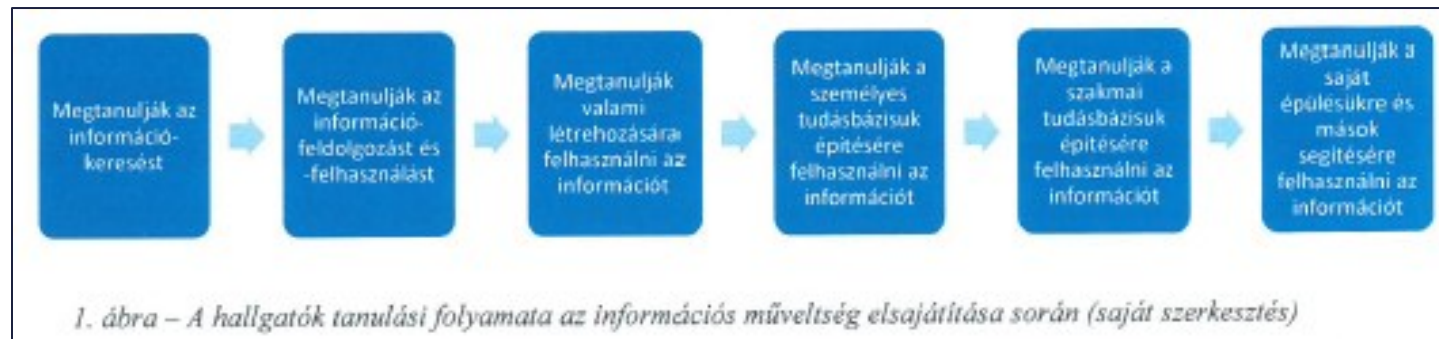 Megtanulják az
információ-
keresést
Megtanulják az
információ-
feldolgozást és
-felhasználást
Megtanulják
valami
létrehozására
felhasználni az
információt
Megtanulják a
személyes
tudásbázisuk
építésére
felhasználni az
információt
Megtanulják a
szakmai
tudásbázisuk
építésére
felhasználni az
információt
Megtanulják a
saját
épülésükre és
mások
segítésére
felhasználni az
információt
1. ábra – A hallgatók tanulási folyamata az információs műveltség elsajátítása során (saját szerkesztés)